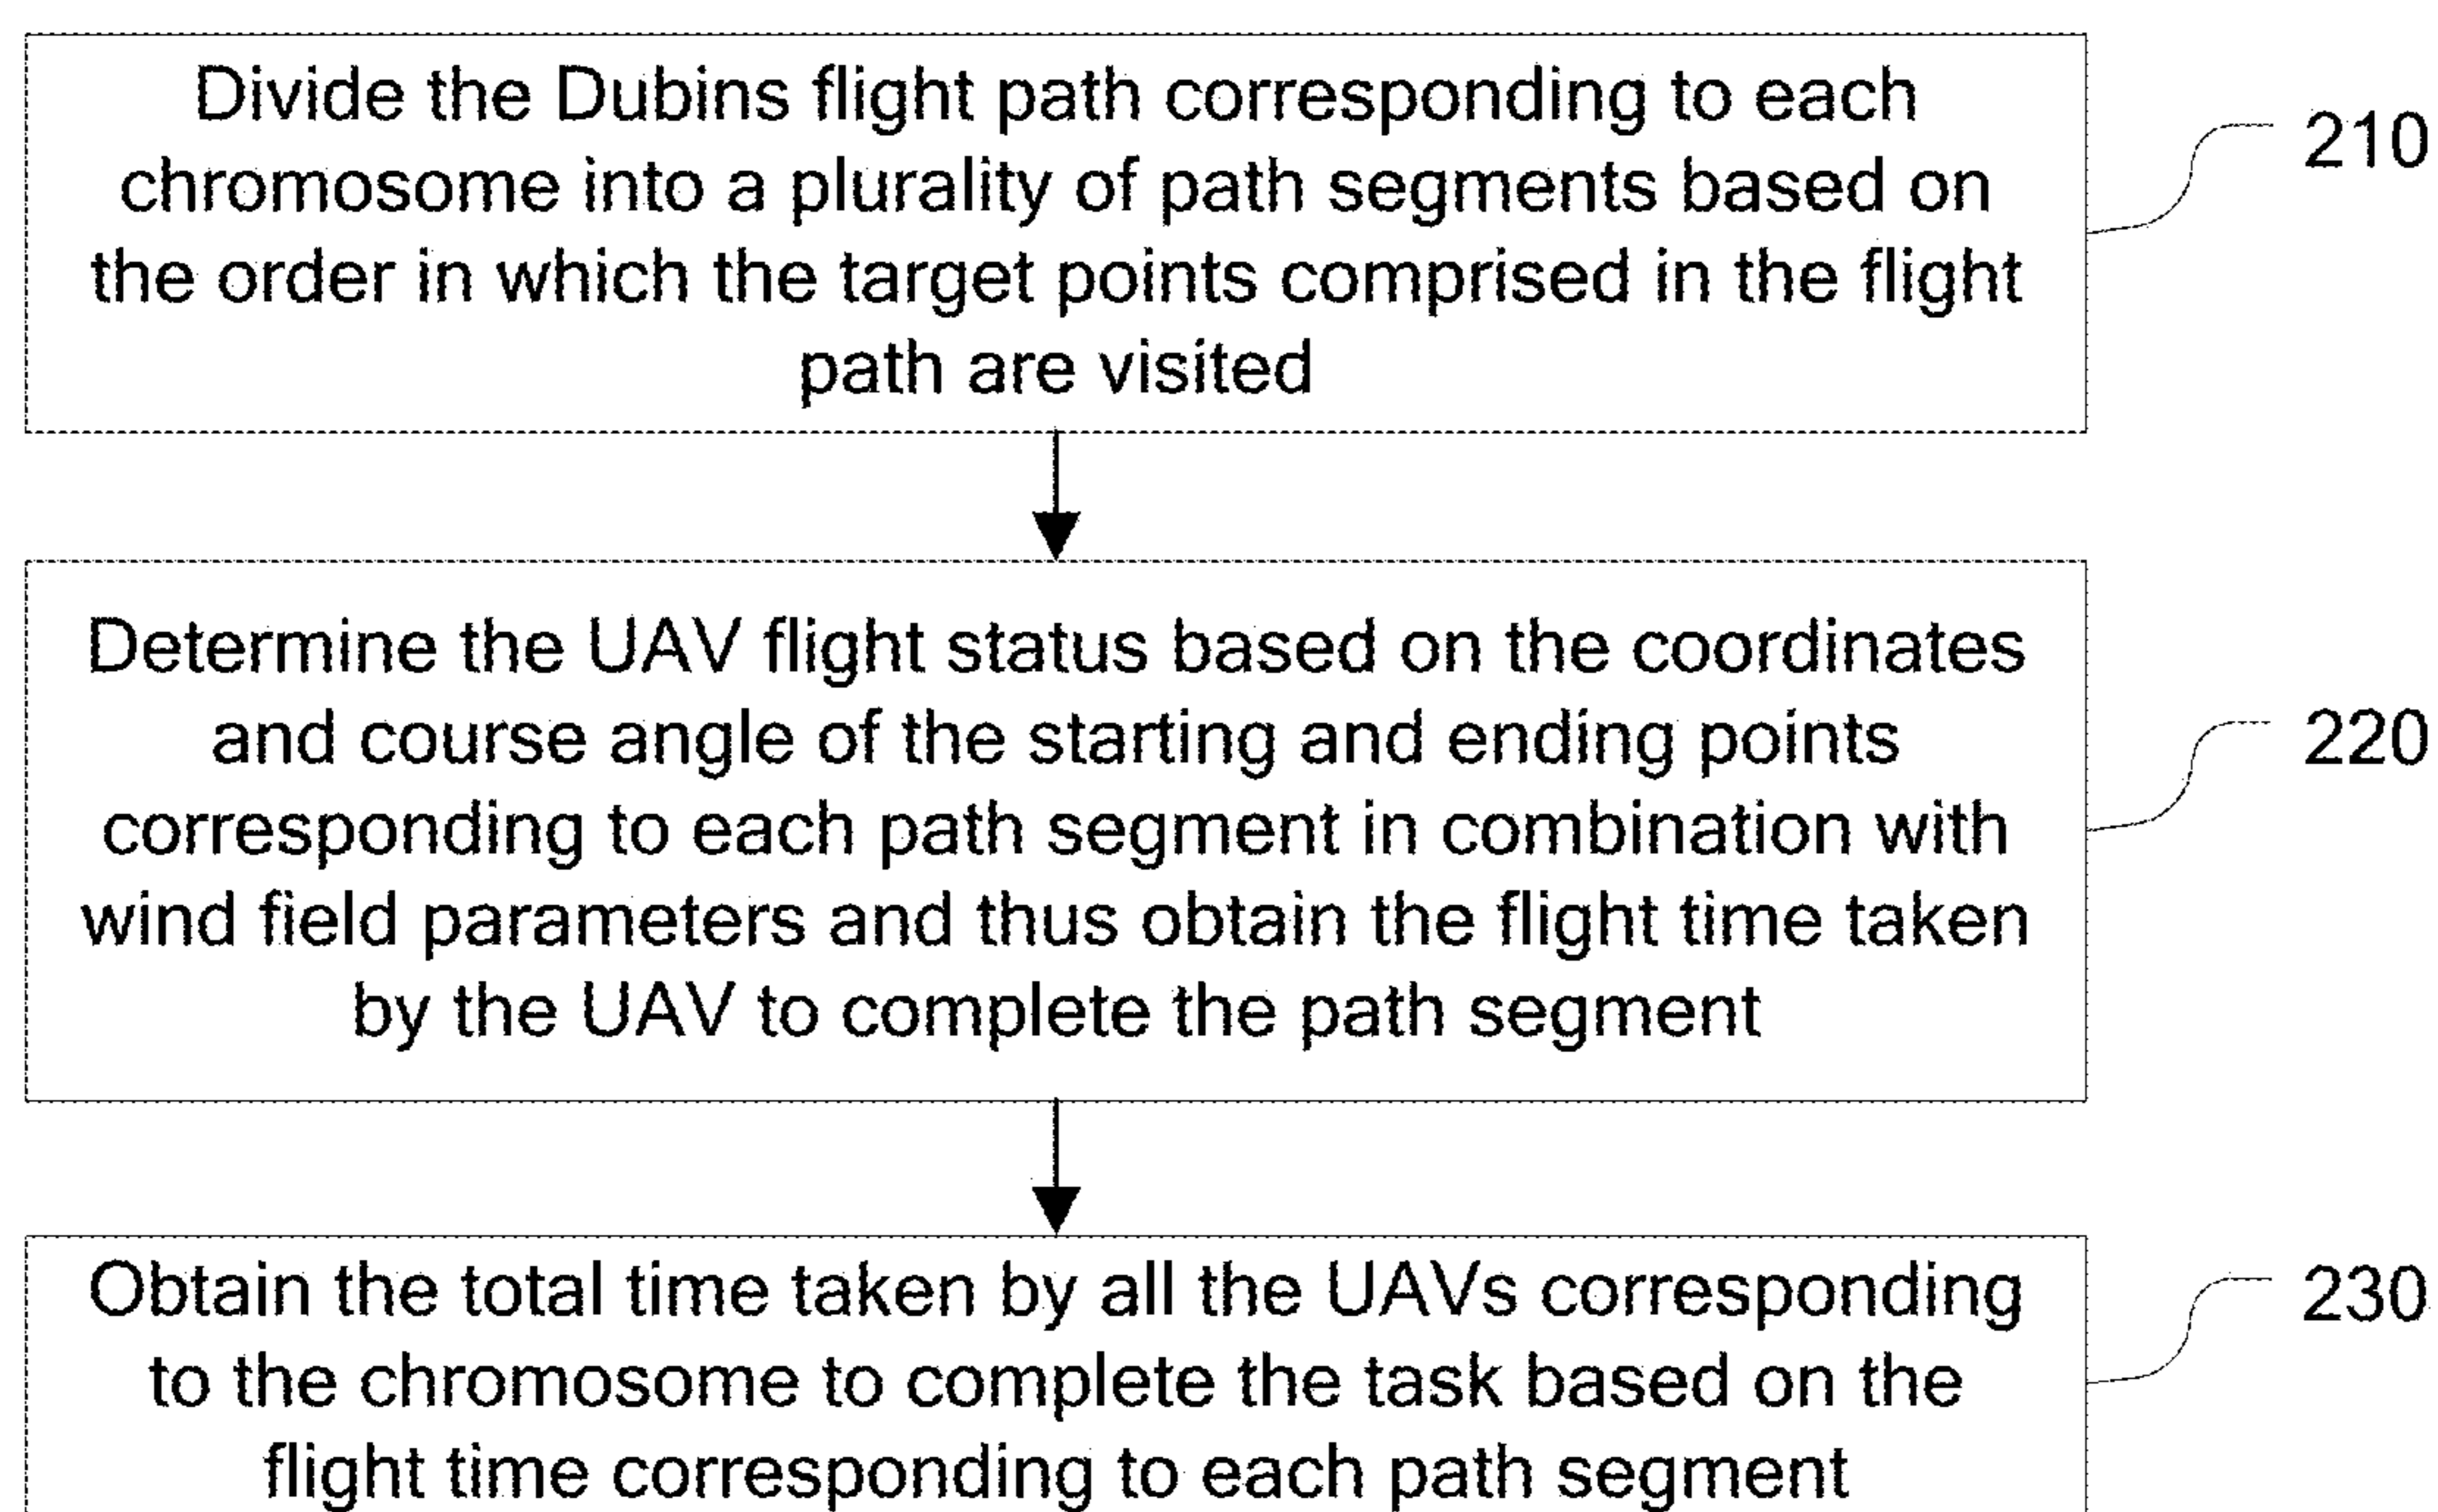 Divide the Dubins flight path corresponding to each
chromosome into a plurality of path segments based on
the order in which the target points comprised in the flight
path are visited
210
Determine the UAV flight status based on the coordinates
and course angle of the starting and ending points
corresponding to each path segment in combination with
wind field parameters and thus obtain the flight time taken
by the UAV to complete the path segment
220
Obtain the total time taken by all the UAVs corresponding
to the chromosome to complete the task based on the
flight time corresponding to each path segment
230